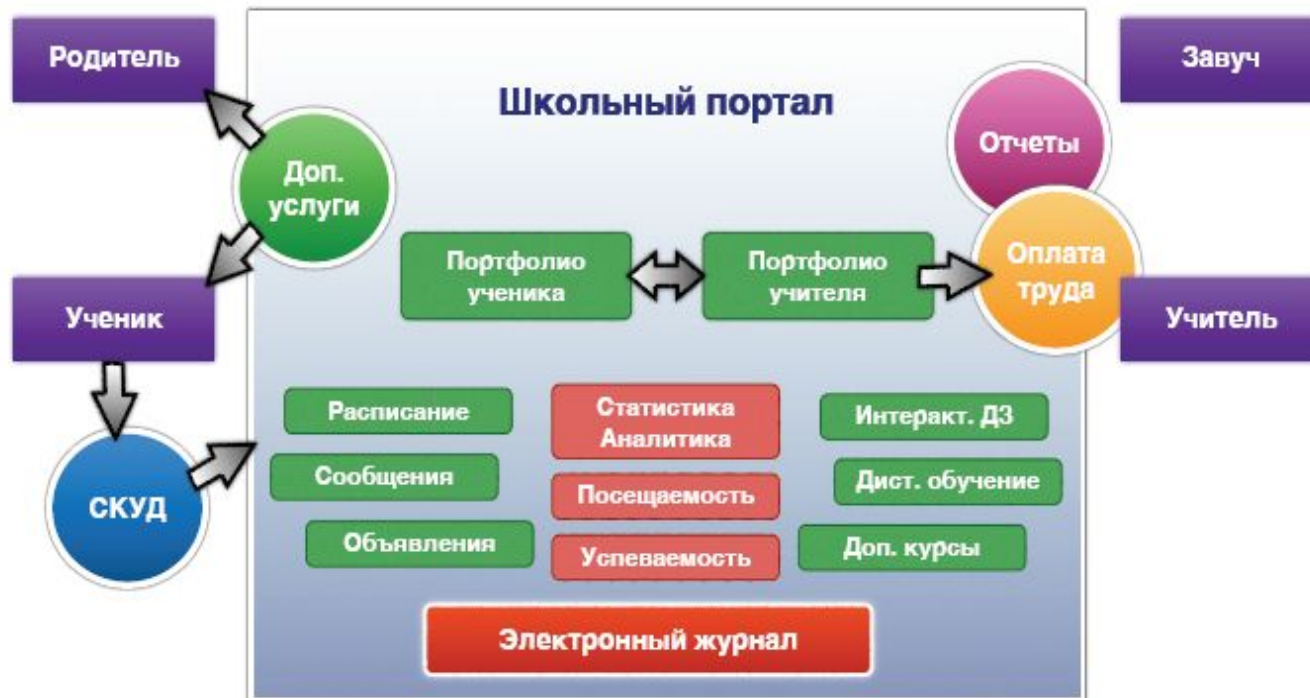 Родитель
Завуч
Школьный портал
Отчеты
Доп.
услуги
Портфолио
ученика
Портфолио
учителя
Оплата
труда
Ученик
Учитель
Расписание
Статистика
Аналитика
Интеракт. ДЗ
Сообщения
Посещаемость
Дист. обучение
СКУД
Объявления
Успеваемость
Доп. курсы
Электронный журнал